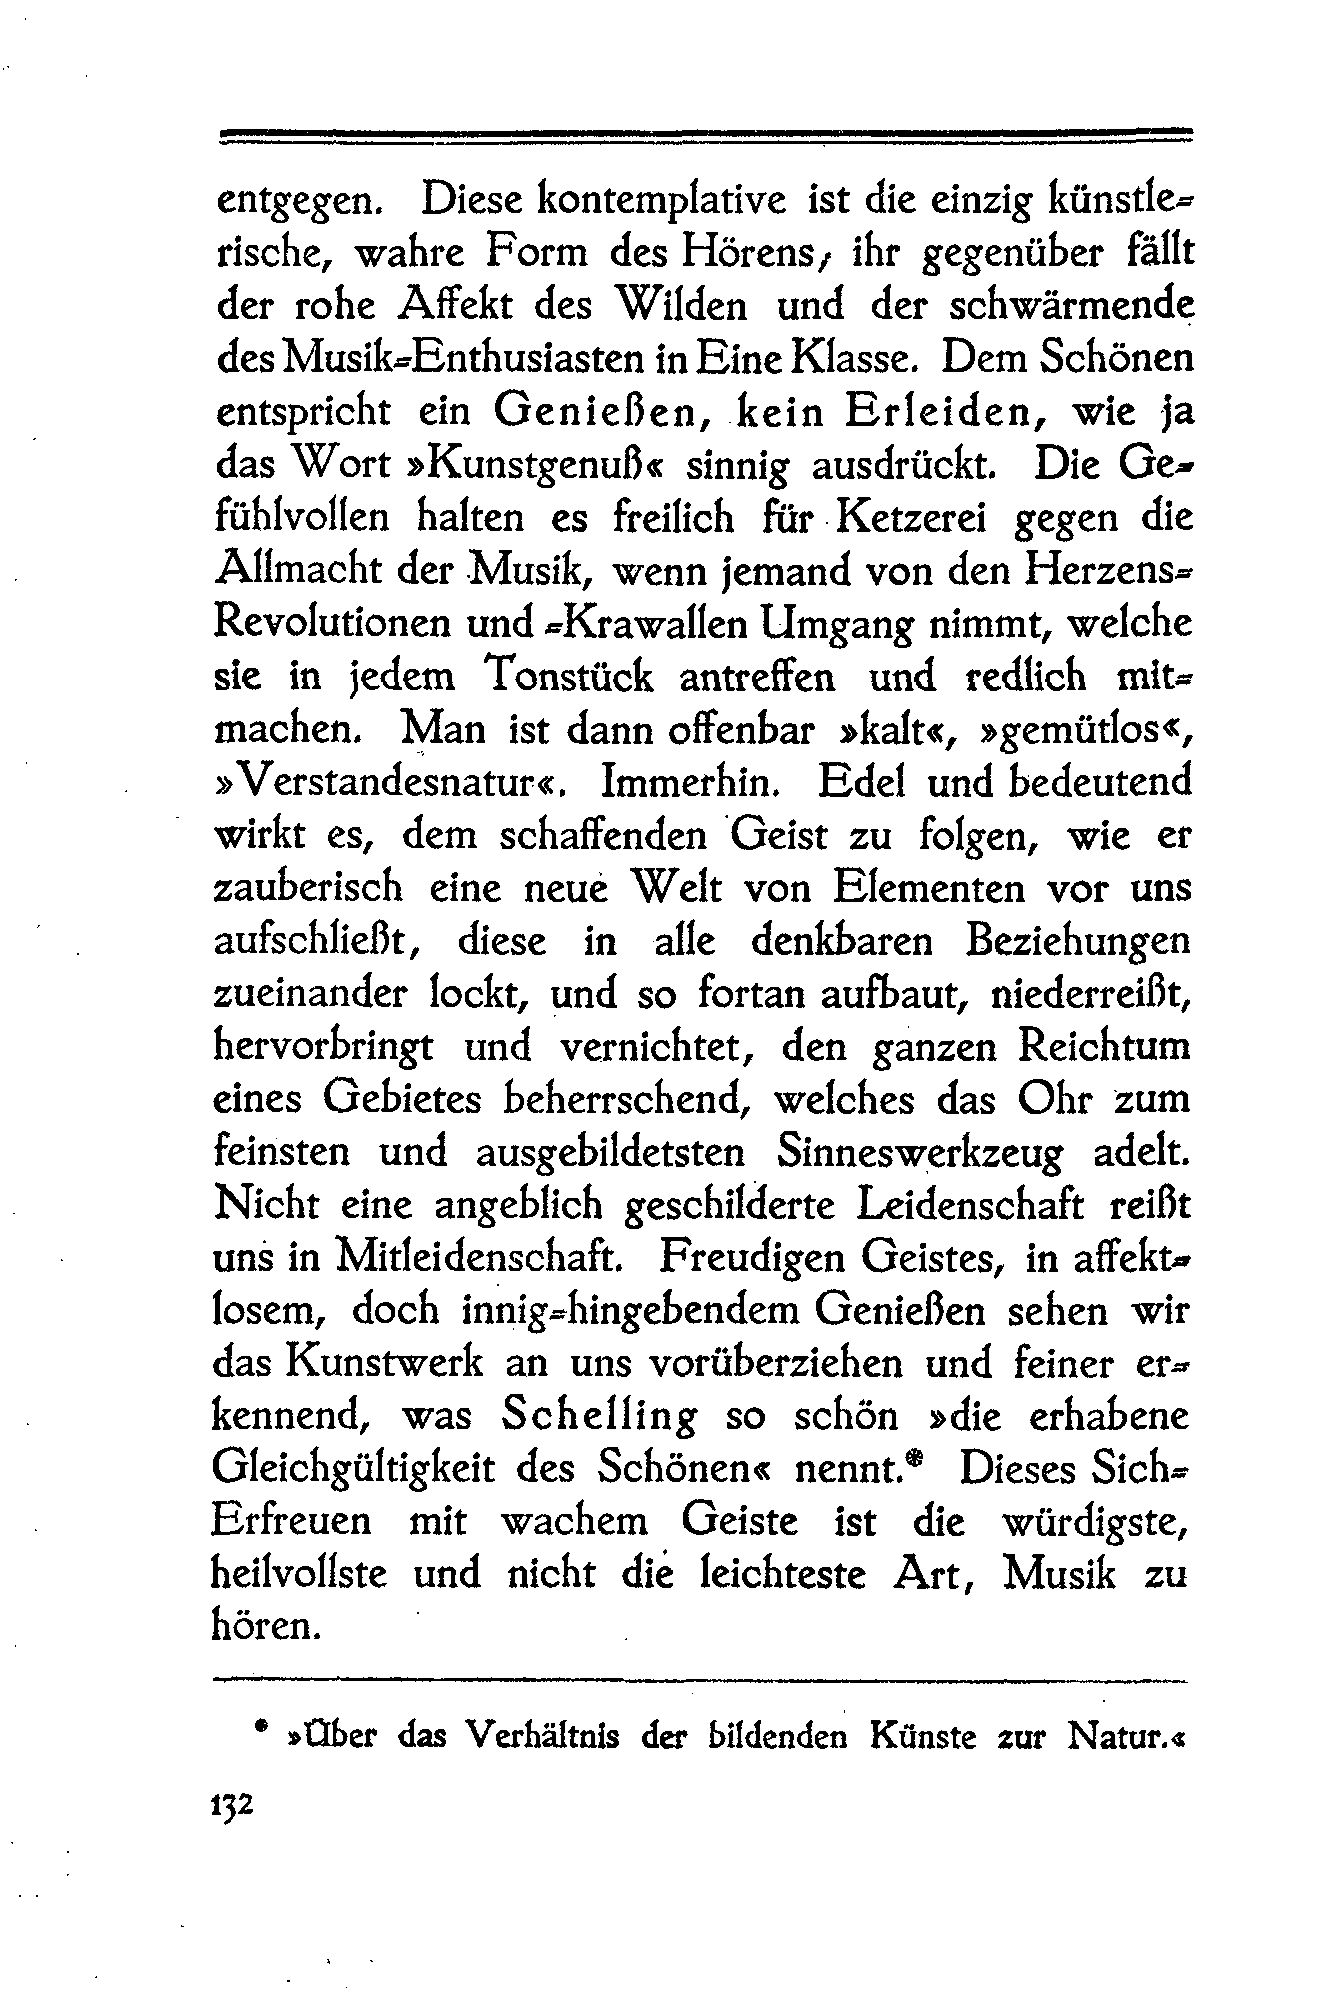 entgegen. Diese kontemplative ist die einzig künstle-
rische, wahre Form des Hörens; ihr gegenüber fällt
der rohe Affekt des Wilden und der schwärmende
des Musik-Enthusiasten in Eine Klasse. Dem Schönen
entspricht ein Genießen, kein Erleiden, wie ja
das Wort »Kunstgenuß« sinnig ausdrückt. Die Ge-
fühlvollen halten es freilich für Ketzerei gegen die
Allmacht der Musik, wenn jemand von den Herzens-
Revolutionen und -Krawallen Umgang nimmt, welche
sie in jedem Tonstück antreffen und redlich mit-
machen. Man ist dann offenbar »kalt«, »gemütlos«,
»Verstandesnatur«. Immerhin. Edel und bedeutend
wirkt es, dem schaffenden Geist zu folgen, wie er
zauberisch eine neue Welt von Elementen vor uns
aufschließt, diese in alle denkbaren Beziehungen
zueinander lockt, und so fortan aufbaut, niederreißt,
hervorbringt und vernichtet, den ganzen Reichtum
eines Gebietes beherrschend, welches das Ohr zum
feinsten und ausgebildetsten Sinneswerkzeug adelt.
Nicht eine angeblich geschilderte Leidenschaft reißt
uns in Mitleidenschaft. Freudigen Geistes, in affekt-
losem, doch innig-hingebendem Genießen sehen wir
das Kunstwerk an uns vorüberziehen und feiner er-
kennend, was Schelling so schön »die erhabene
Gleichgültigkeit des Schönen« nennt.* Dieses Sich-
Erfreuen mit wachem Geiste ist die würdigste,
heilvollste und nicht die leichteste Art, Musik zu
hören.
* »Über das Verhältnis der bildenden Künste zur Natur.«
132